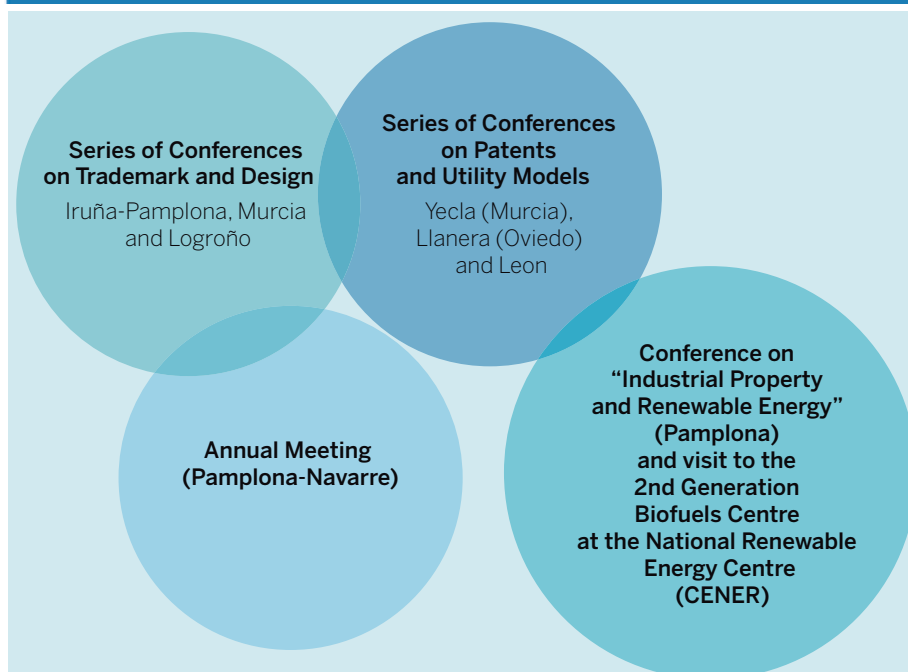 Series of Conferences
on Trademark and Design
Iruña-Pamplona, Murcia
and Logroño
Series of Conferences
on Patents
and Utility Models
Yecla (Murcia),
Llanera (Oviedo)
and Leon
Annual Meeting
(Pamplona-Navarre)
Conference on
“Industrial Property
and Renewable Energy”
(Pamplona)
and visit to the
2nd Generation
Biofuels Centre
at the National Renewable
Energy Centre
(CENER)